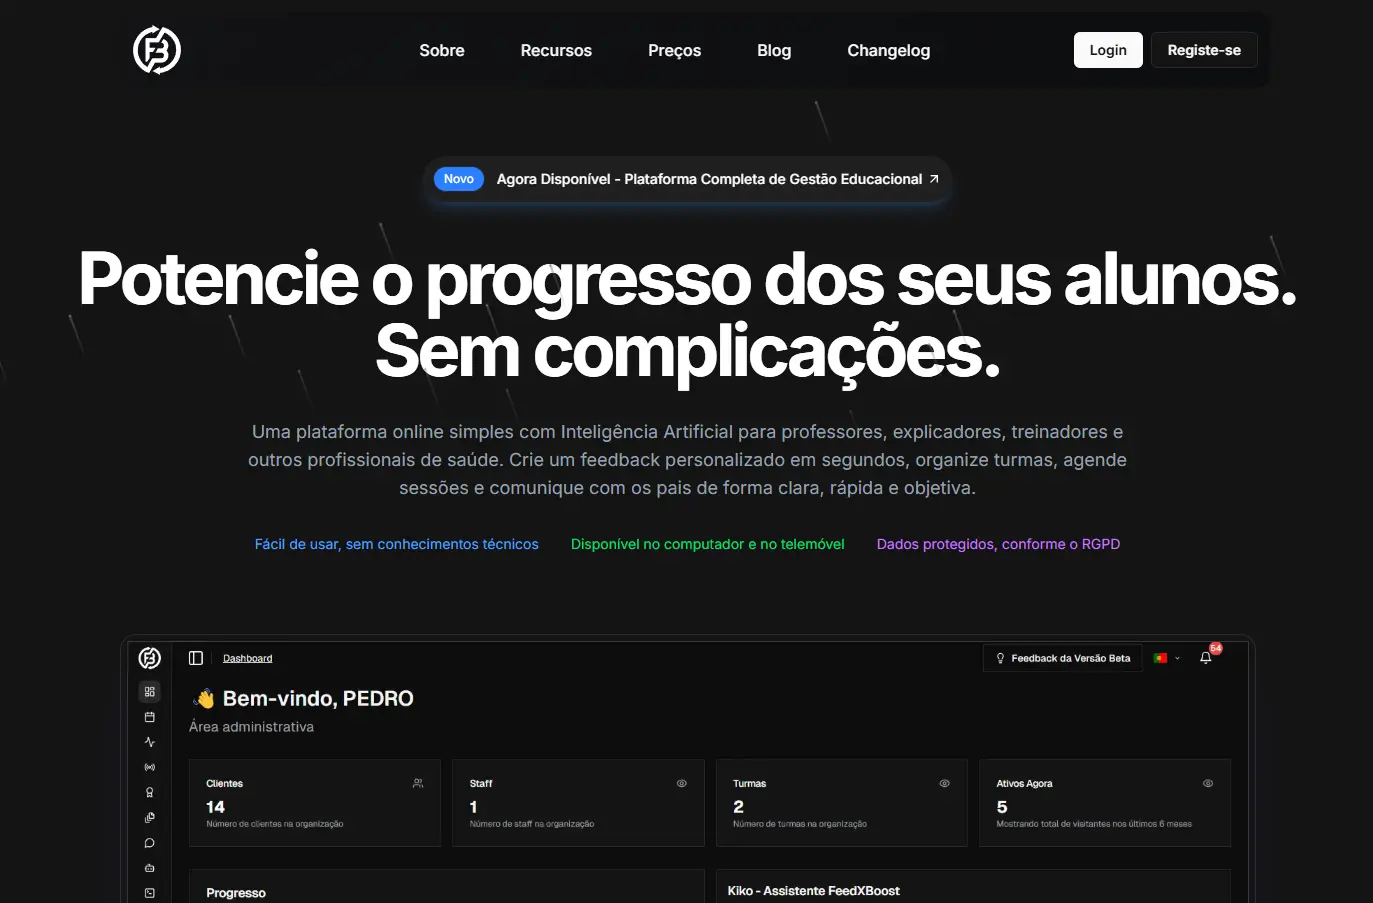 Sobre
Recursos
Preços
Blog
Changelog
Login
Registe-se
Novo
Agora Disponível - Plataforma Completa de Gestão Educacional
Potencie o progresso dos seus alunos.
Sem complicações.
Uma plataforma online simples com Inteligência Artificial para professores, explicadores, treinadores e
outros profissionais de saúde. Crie um feedback personalizado em segundos, organize turmas, agende
sessões e comunique com os pais de forma clara, rápida e objetiva.
Fácil de usar, sem conhecimentos técnicos
Disponível no computador e no telemóvel
Dados protegidos, conforme o RGPD
Dashboard
Feedback da Versão Beta
54
Bem-vindo, PEDRO
Área administrativa
Clientes
14
Número de clientes na organização
Staff
1
Número de staff na organização
Turmas
2
Número de turmas na organização
Ativos Agora
5
Mostrando total de visitantes nos últimos 6 meses
Progresso
Kiko - Assistente FeedXBoost